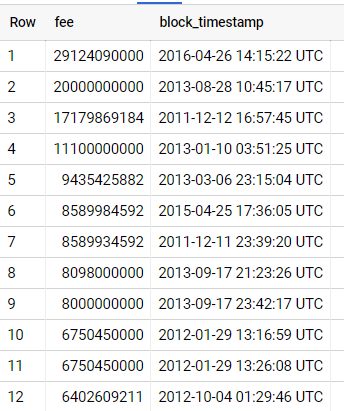 Row fee block_timestamp
1 29124090000 2016-04-26 14:15:22 UTC
2 20000000000 2013-08-28 10:45:17 UTC
3 17179869184 2011-12-12 16:57:45 UTC
4 11100000000 2013-01-10 03:51:25 UTC
5 9435425882 2013-03-06 23:15:04 UTC
6 8589984592 2015-04-25 17:36:05 UTC
7 8589934592 2011-12-11 23:39:20 UTC
8 8098000000 2013-09-17 21:23:26 UTC
9 8000000000 2013-09-17 23:42:17 UTC
10 6750450000 2012-01-29 13:16:59 UTC
11 6750450000 2012-01-29 13:26:08 UTC
12 6402609211 2012-10-04 01:29:46 UTC